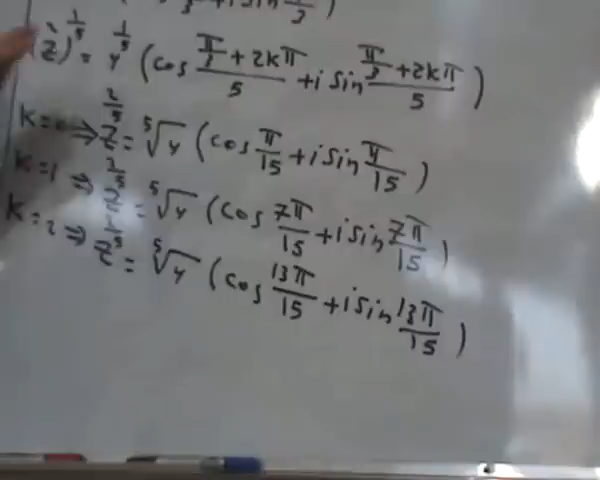 (z²)^(1/5) = 4^(1/5) (cos (π/3 + 2kπ)/5 + i sin (π/3 + 2kπ)/5)
k=0 ⇒ z^(2/5) = ⁵√4 (cos π/15 + i sin π/15)
k=1 ⇒ z^(2/5) = ⁵√4 (cos 7π/15 + i sin 7π/15)
k=2 ⇒ z^(2/5) = ⁵√4 (cos 13π/15 + i sin 13π/15)